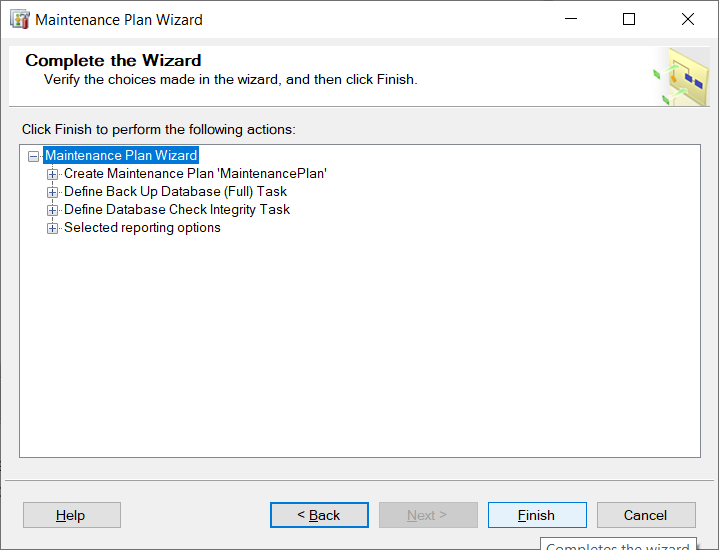 Maintenance Plan Wizard
Complete the Wizard
Verify the choices made in the wizard, and then click Finish.
Click Finish to perform the following actions:
Maintenance Plan Wizard
Create Maintenance Plan 'MaintenancePlan'
Define Back Up Database (Full) Task
Define Database Check Integrity Task
Selected reporting options
Help
< Back
Next >
Finish
Cancel
Completes the wizard